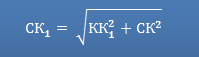 СК₁ = √КК₁² + СК²